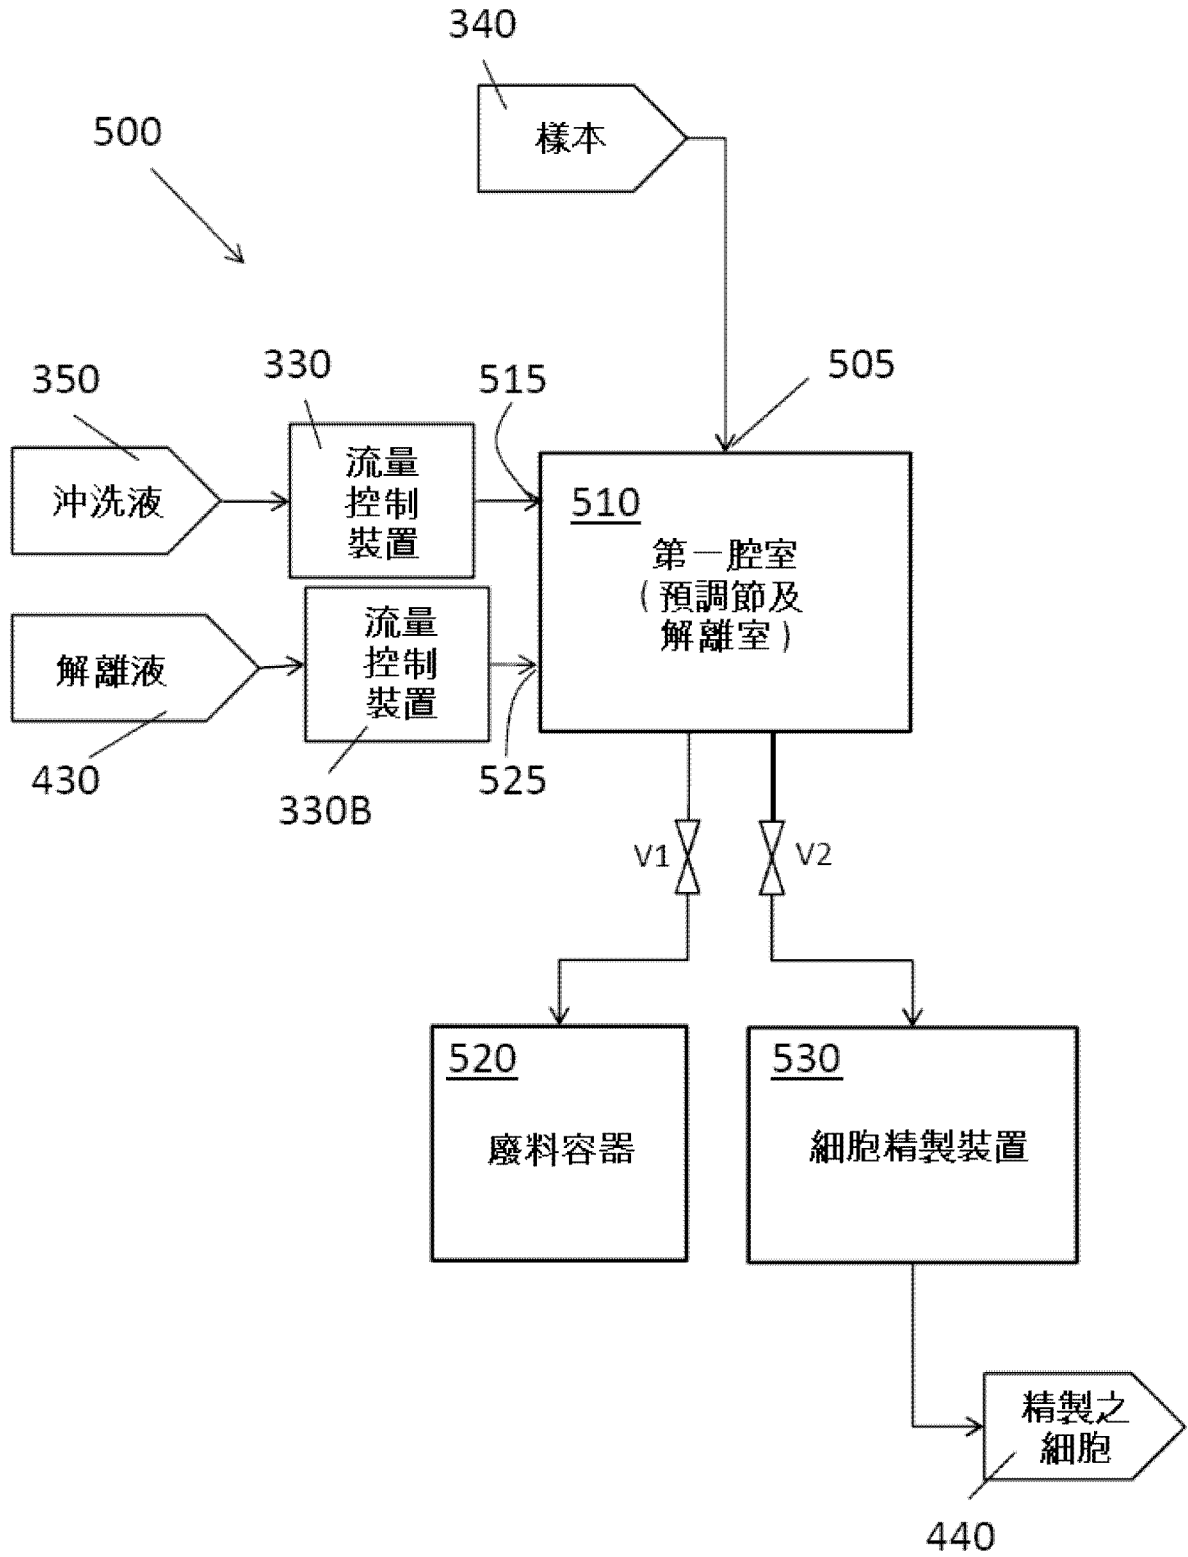 340
樣本
500
350
330
515
505
沖洗液
流量
控制
裝置
510
第一腔室
(預調節及
解離室)
解離液
流量
控制
裝置
430
330B
525
V1
V2
520
廢料容器
530
細胞精製裝置
精製之
細胞
440